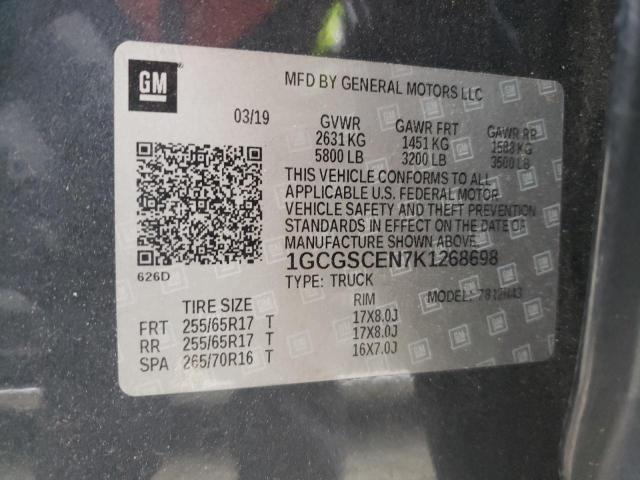 GM
MFD BY GENERAL MOTORS LLC
03/19
GVWR GAWR FRT GAWR RR
2631 KG 1451 KG 1588 KG
5800 LB 3200 LB 3500 LB
THIS VEHICLE CONFORMS TO ALL
APPLICABLE U.S. FEDERAL MOTOR
VEHICLE SAFETY AND THEFT PREVENTION
STANDARDS IN EFFECT ON THE DATE OF
MANUFACTURE SHOWN ABOVE.
1GCGSCEN7K1268698
626D
TYPE: TRUCK MODEL:
TIRE SIZE RIM
FRT 255/65R17 T 17X8.0J
RR 255/65R17 T 17X8.0J
SPA 265/70R16 T 16X7.0J